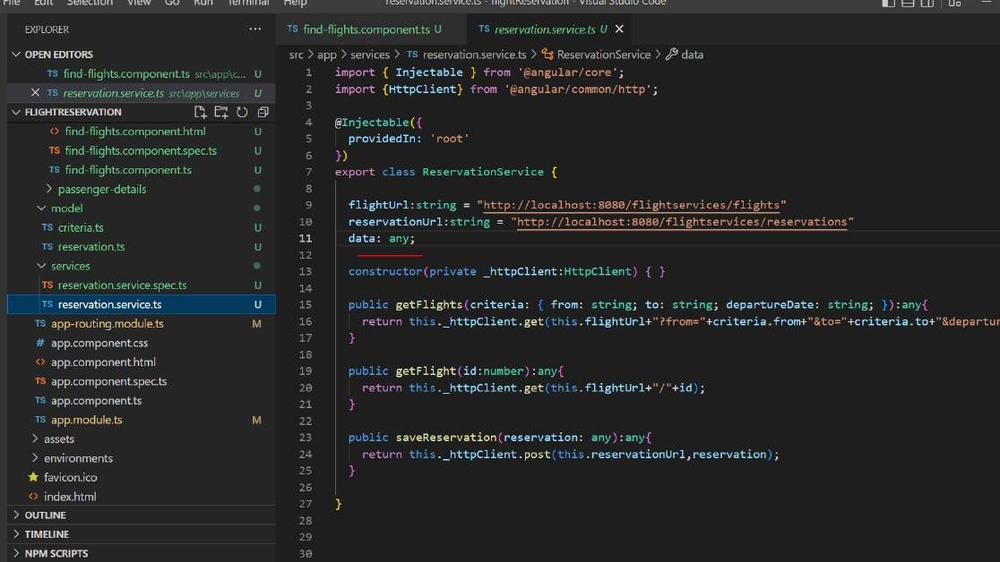 File Edit Selection View Go Run Terminal Help reservation.service.ts - flightReservation - Visual Studio Code
EXPLORER ...
OPEN EDITORS
TS find-flights.component.ts src\app\c... U
TS reservation.service.ts src\app\services U
FLIGHTRESERVATION
<> find-flights.component.html U
TS find-flights.component.spec.ts U
TS find-flights.component.ts U
passenger-details
model
TS criteria.ts U
TS reservation.ts U
services
TS reservation.service.spec.ts U
TS reservation.service.ts U
TS app-routing.module.ts M
# app.component.css
<> app.component.html
TS app.component.spec.ts
TS app.component.ts
TS app.module.ts M
assets
environments
favicon.ico
<> index.html
OUTLINE
TIMELINE
NPM SCRIPTS
TS find-flights.component.ts U TS reservation.service.ts U
src > app > services > TS reservation.service.ts > ReservationService > data
1 import { Injectable } from '@angular/core';
2 import {HttpClient} from '@angular/common/http';
3
4 @Injectable({
5 providedIn: 'root'
6 })
7 export class ReservationService {
8
9 flightUrl:string = "http://localhost:8080/flightservices/flights"
10 reservationUrl:string = "http://localhost:8080/flightservices/reservations"
11 data: any;
12
13 constructor(private _httpClient:HttpClient) { }
14
15 public getFlights(criteria: { from: string; to: string; departureDate: string; }):any{
16 return this._httpClient.get(this.flightUrl+"?from="+criteria.from+"&to="+criteria.to+"&departur
17 }
18
19 public getFlight(id:number):any{
20 return this._httpClient.get(this.flightUrl+"/"+id);
21 }
22
23 public saveReservation(reservation: any):any{
24 return this._httpClient.post(this.reservationUrl,reservation);
25 }
26
27 }
28
29
30